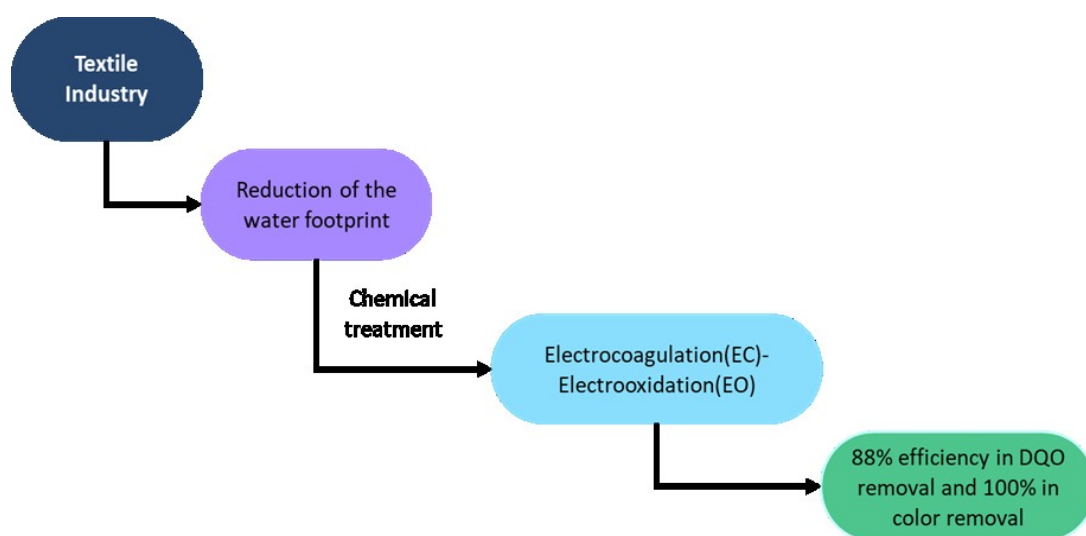 Textile
Industry
Reduction of the
water footprint
Chemical
treatment
Electrocoagulation(EC)-
Electrooxidation(EO)
88% efficiency in DQO
removal and 100% in
color removal